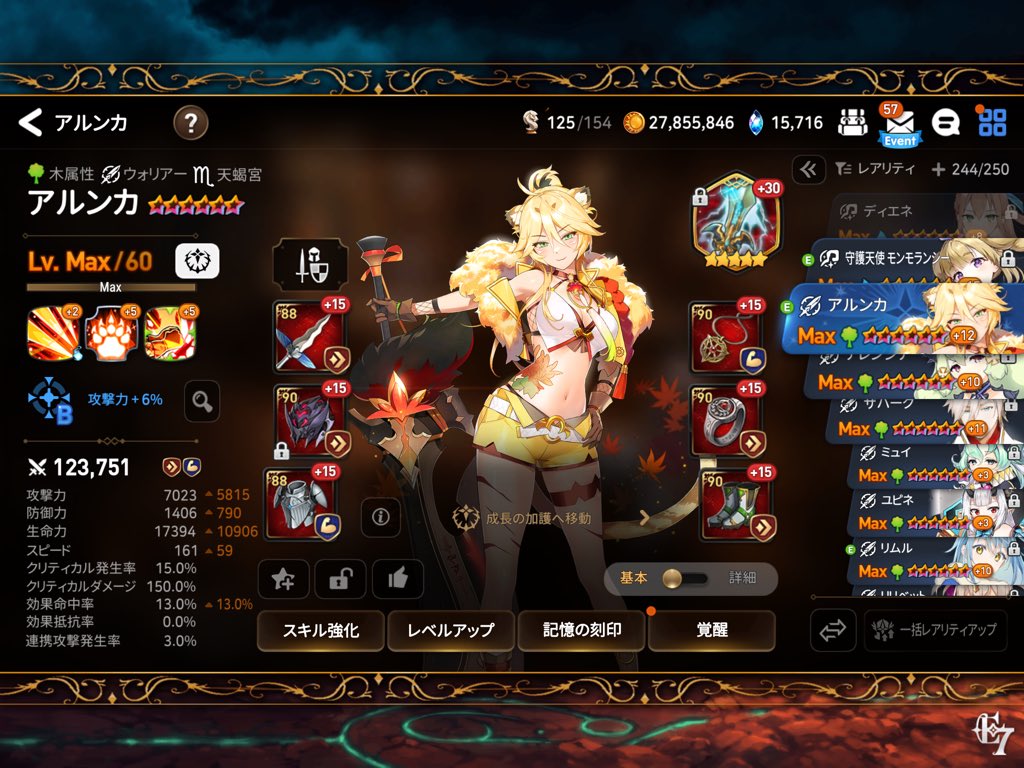 アルンカ
?
125/154
27,855,846
15,716
57
Event
木属性 ウォリアー 天蝎宮
アルンカ
Lv. Max/60
Max
+2
+5
+5
B
攻撃力 + 6%
123,751
攻撃力 7023 5815
防御力 1406 790
生命力 17394 10906
スピード 161 59
クリティカル発生率 15.0%
クリティカルダメージ 150.0%
効果命中率 13.0% 13.0%
効果抵抗率 0.0%
連携攻撃発生率 3.0%
88 +15
90 +15
88 +15
+30
90 +15
90 +15
90 +15
成長の加護へ移動
基本 詳細
スキル強化
レベルアップ
記憶の刻印
覚醒
レアリティ
244/250
ディエネ
Max
E 守護天使 モンモランシー
E アルンカ
Max +12
Max +10
サハーク
Max +11
ミュイ
Max +3
ユピネ
Max +3
E リムル
Max +10
一括レアリティアップ
E7